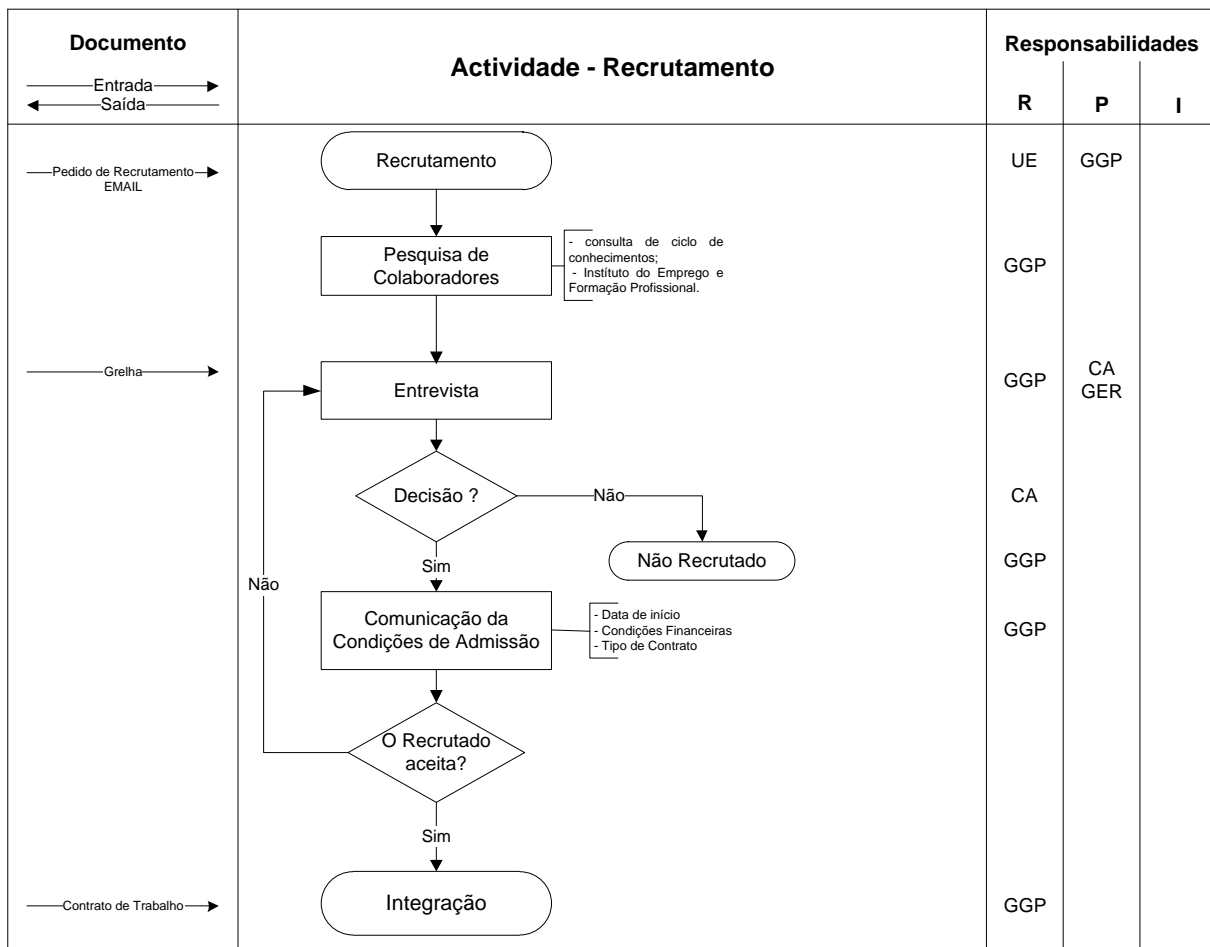 Documento
Entrada
Saída
Actividade - Recrutamento
Responsabilidades
R
P
I
Pedido de Recrutamento
EMAIL
Recrutamento
UE
GGP
Pesquisa de
Colaboradores
- consulta de ciclo de
conhecimentos;
- Instítuto do Emprego e
Formação Profissional.
GGP
Grelha
Entrevista
GGP
CA
GER
Decisão ?
Não
CA
Sim
Não Recrutado
GGP
Não
Comunicação da
Condições de Admissão
- Data de início
- Condições Financeiras
- Tipo de Contrato
GGP
O Recrutado
aceita?
Sim
Contrato de Trabalho
Integração
GGP